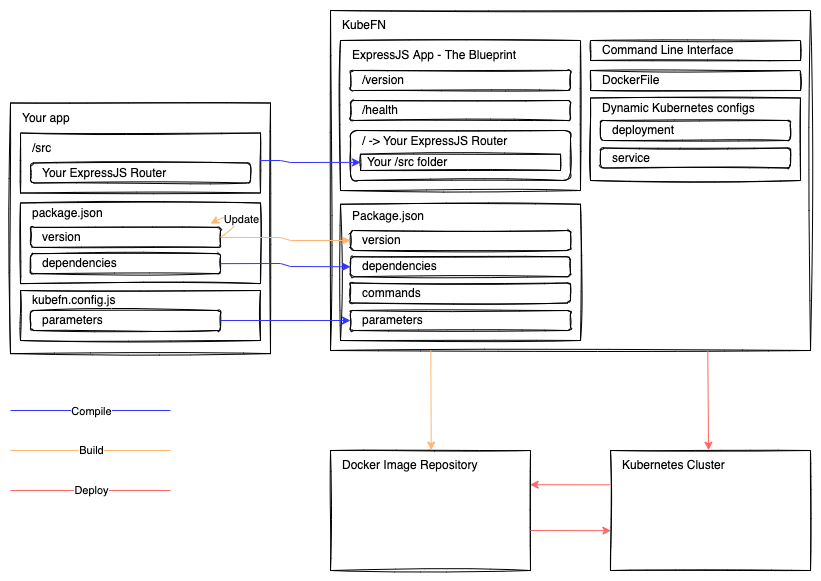 KubeFN
ExpressJS App - The Blueprint
/version
/health
/ -> Your ExpressJS Router
Your /src folder
Command Line Interface
DockerFile
Dynamic Kubernetes configs
deployment
service
Your app
/src
Your ExpressJS Router
package.json
Update
version
dependencies
kubefn.config.js
parameters
Package.json
version
dependencies
commands
parameters
Compile
Build
Deploy
Docker Image Repository
Kubernetes Cluster